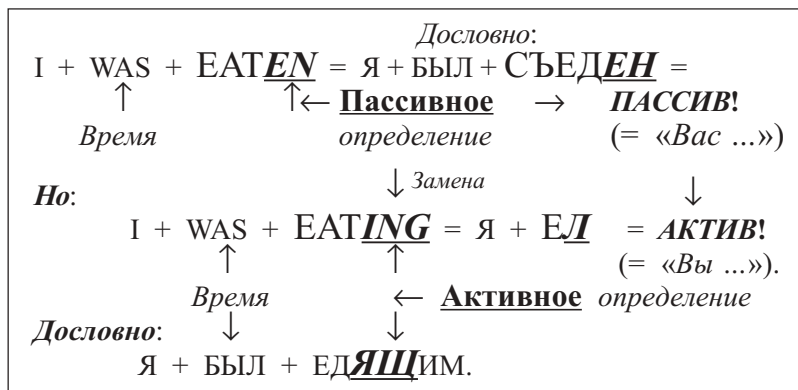 Дословно:
I + WAS + EATEN = Я + БЫЛ + СЪЕДЕН =
↑ ↑ ← Пассивное → ПАССИВ!
Время определение (= «Вас ...»)
↓ Замена ↓
Но:
I + WAS + EATING = Я + ЕЛ = АКТИВ!
↑ ↑ (= «Вы ...»).
Время ← Активное определение
Дословно: ↓ ↓
Я + БЫЛ + ЕДЯЩИМ.